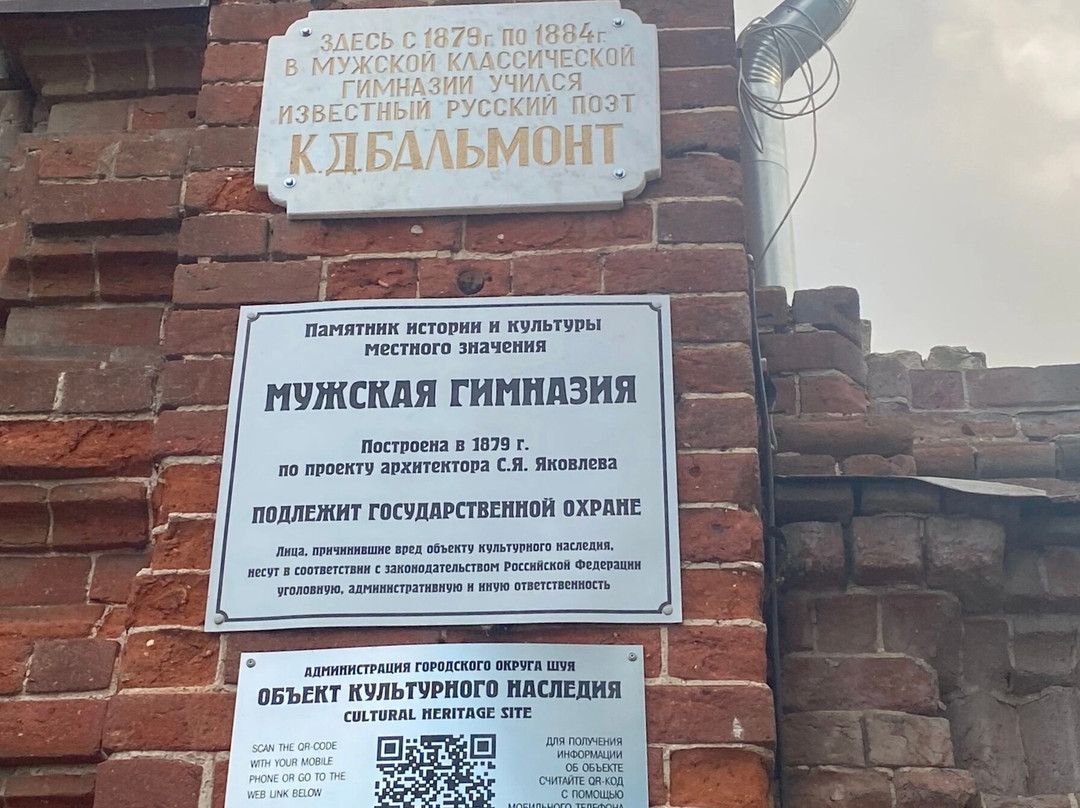 ЗДЕСЬ С 1879г. ПО 1884г.
В МУЖСКОЙ КЛАССИЧЕСКОЙ
ГИМНАЗИИ УЧИЛСЯ
ИЗВЕСТНЫЙ РУССКИЙ ПОЭТ
К.Д.БАЛЬМОНТ
Памятник истории и культуры
местного значения
МУЖСКАЯ ГИМНАЗИЯ
Построена в 1879 г.
по проекту архитектора С.Я. Яковлева
ПОДЛЕЖИТ ГОСУДАРСТВЕННОЙ ОХРАНЕ
Лица, причинившие вред объекту культурного наследия,
несут в соответствии с законодательством Российской Федерации
уголовную, административную и иную ответственность
АДМИНИСТРАЦИЯ ГОРОДСКОГО ОКРУГА ШУЯ
ОБЪЕКТ КУЛЬТУРНОГО НАСЛЕДИЯ
CULTURAL HERITAGE SITE
SCAN THE QR-CODE
WITH YOUR MOBILE
PHONE OR GO TO THE
WEB LINK BELOW
ДЛЯ ПОЛУЧЕНИЯ
ИНФОРМАЦИИ
ОБ ОБЪЕКТЕ
СЧИТАЙТЕ QR-КОД
С ПОМОЩЬЮ
МОБИЛЬНОГО ТЕЛЕФОНА